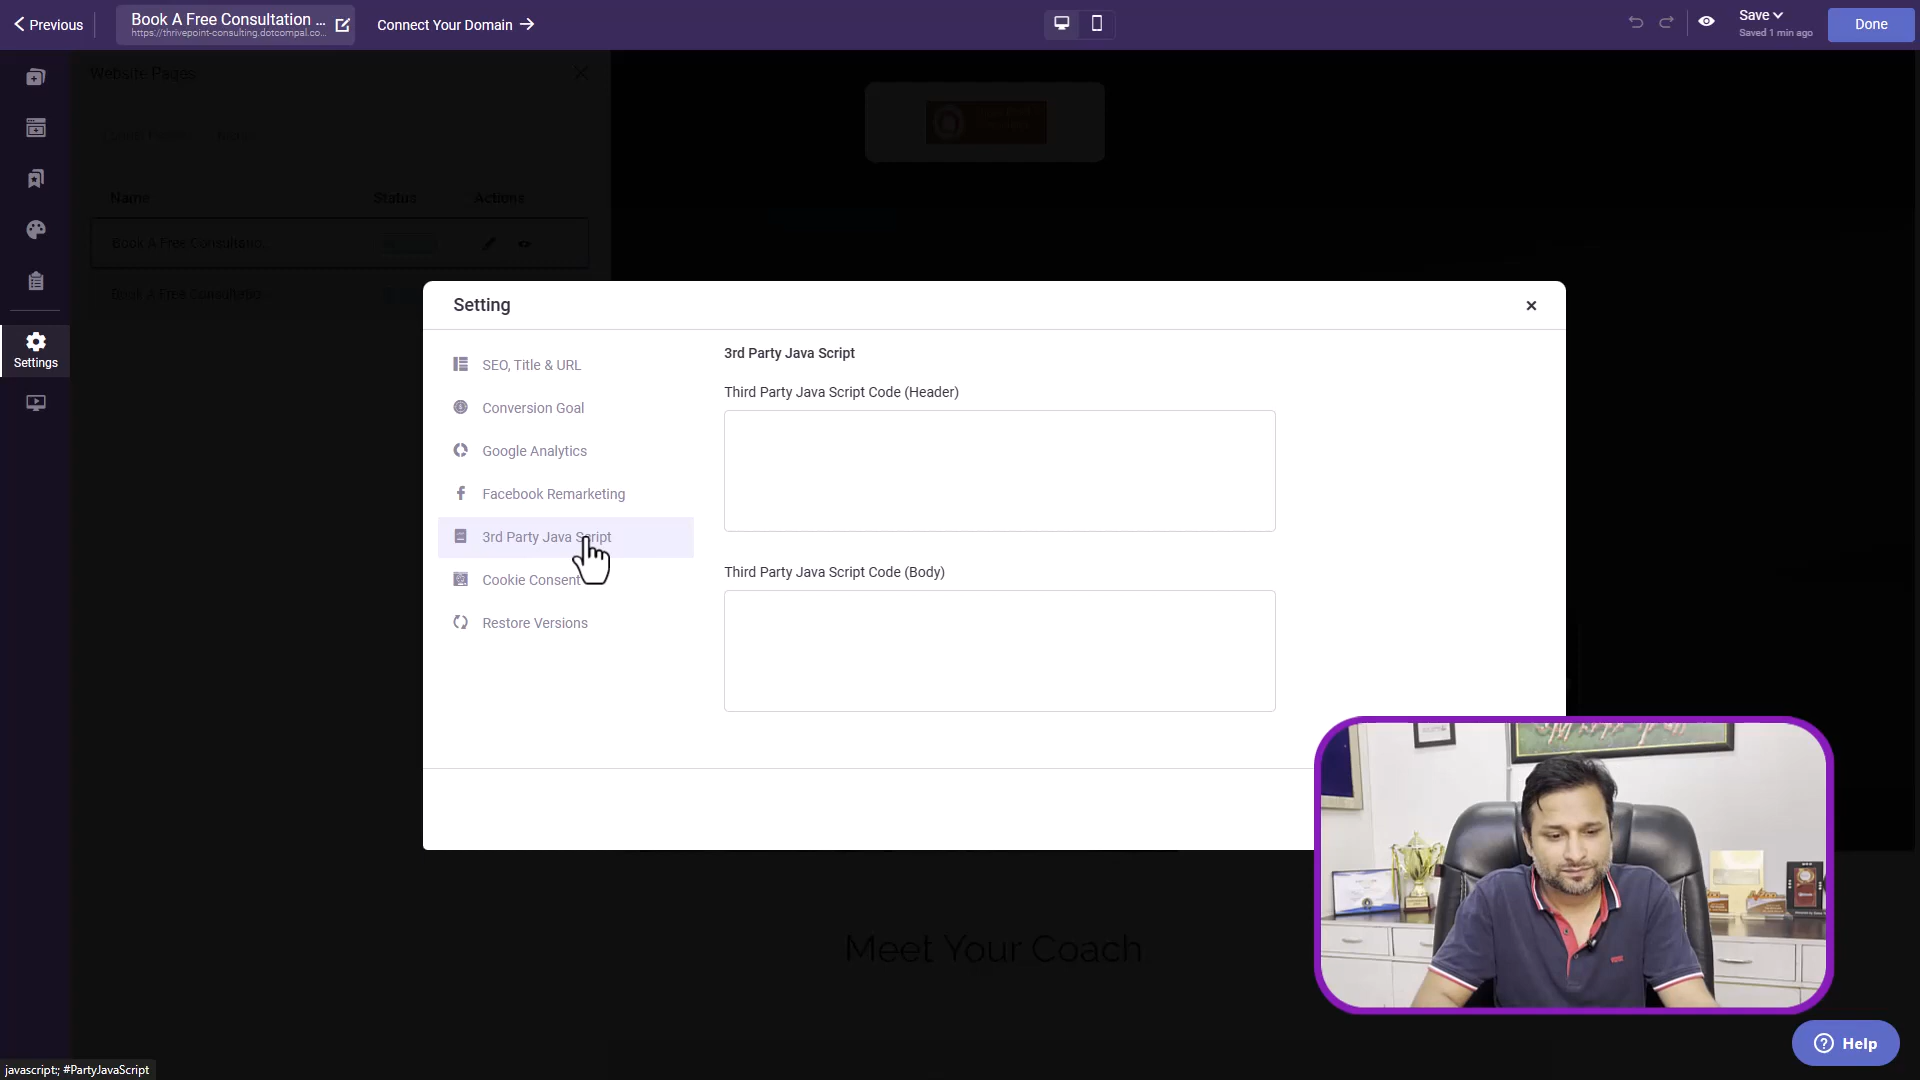 Previous
Book A Free Consultation ...
https://thrivepoint-consulting.dotcompal.co...
Connect Your Domain
Save
Saved 1 min ago
Done
Website Pages
Name
Status
Actions
Book A Free Consultatio...
Book A Free Consultatio...
Settings
Setting
SEO, Title & URL
Conversion Goal
Google Analytics
Facebook Remarketing
3rd Party Java Script
Cookie Consent
Restore Versions
3rd Party Java Script
Third Party Java Script Code (Header)
Third Party Java Script Code (Body)
Meet Your Coach
Help
javascript:; #PartyJavaScript